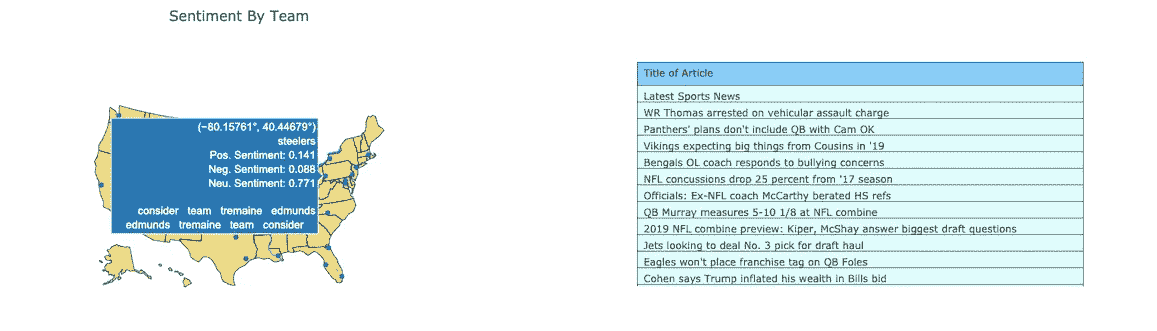 Sentiment By Team
(−80.15761°, 40.44679°)
steelers
Pos. Sentiment: 0.141
Neg. Sentiment: 0.088
Neu. Sentiment: 0.771
consider team tremaine edmunds
edmunds tremaine team consider
Title of Article
Latest Sports News
WR Thomas arrested on vehicular assault charge
Panthers' plans don't include QB with Cam OK
Vikings expecting big things from Cousins in '19
Bengals OL coach responds to bullying concerns
NFL concussions drop 25 percent from '17 season
Officials: Ex-NFL coach McCarthy berated HS refs
QB Murray measures 5-10 1/8 at NFL combine
2019 NFL combine preview: Kiper, McShay answer biggest draft questions
Jets looking to deal No. 3 pick for draft haul
Eagles won't place franchise tag on QB Foles
Cohen says Trump inflated his wealth in Bills bid